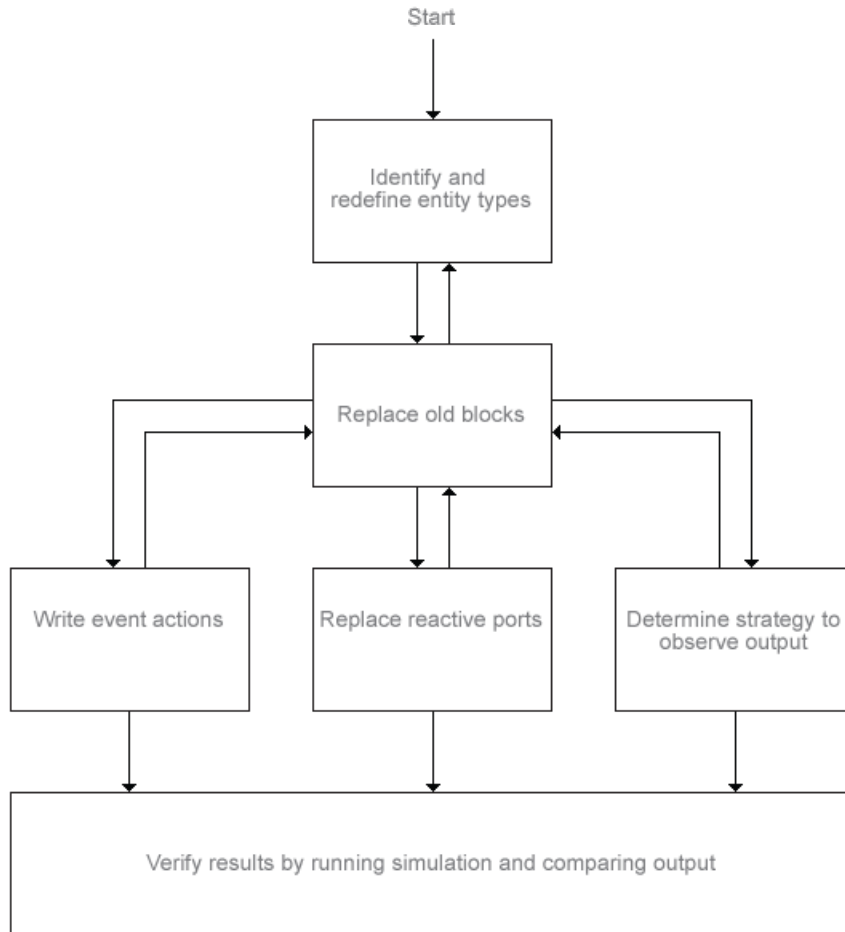 Start
Identify and
redefine entity types
Replace old blocks
Write event actions
Replace reactive ports
Determine strategy to
observe output
Verify results by running simulation and comparing output